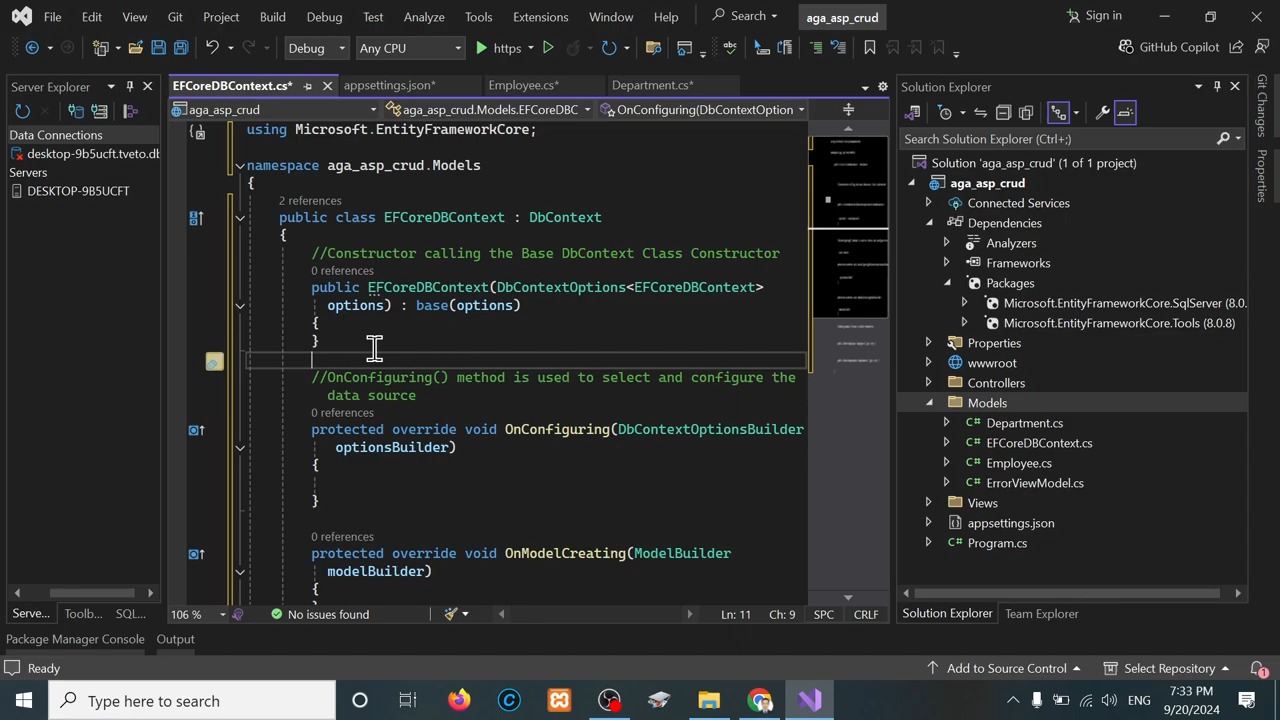 File Edit View Git Project Build Debug Test Analyze Tools Extensions Window Help Search aga_asp_crud Sign in
Debug Any CPU https GitHub Copilot
Server Explorer
Data Connections
desktop-9b5ucft.tutorialdb
Servers
DESKTOP-9B5UCFT
EFCoreDBContext.cs* appsettings.json* Employee.cs* Department.cs*
aga_asp_crud aga_asp_crud.Models.EFCoreDBC OnConfiguring(DbContextOption
using Microsoft.EntityFrameworkCore;
namespace aga_asp_crud.Models
{
2 references
public class EFCoreDBContext : DbContext
{
//Constructor calling the Base DbContext Class Constructor
0 references
public EFCoreDBContext(DbContextOptions<EFCoreDBContext>
options) : base(options)
{
}
//OnConfiguring() method is used to select and configure the
data source
0 references
protected override void OnConfiguring(DbContextOptionsBuilder
optionsBuilder)
{
}
0 references
protected override void OnModelCreating(ModelBuilder
modelBuilder)
{
106 % No issues found Ln: 11 Ch: 9 SPC CRLF
Solution Explorer
Search Solution Explorer (Ctrl+;)
Solution 'aga_asp_crud' (1 of 1 project)
aga_asp_crud
Connected Services
Dependencies
Analyzers
Frameworks
Packages
Microsoft.EntityFrameworkCore.SqlServer (8.0.
Microsoft.EntityFrameworkCore.Tools (8.0.8)
Properties
wwwroot
Controllers
Models
Department.cs
EFCoreDBContext.cs
Employee.cs
ErrorViewModel.cs
Views
appsettings.json
Program.cs
Solution Explorer Team Explorer
Git Changes
Properties
Serve... Toolb... SQL...
Package Manager Console Output
Ready Add to Source Control Select Repository 1
Type here to search ENG 7:33 PM
9/20/2024